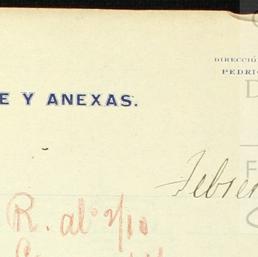 DIRECCIÓ
PEDRI
E Y ANEXAS.
Febrer
R. al 2/10